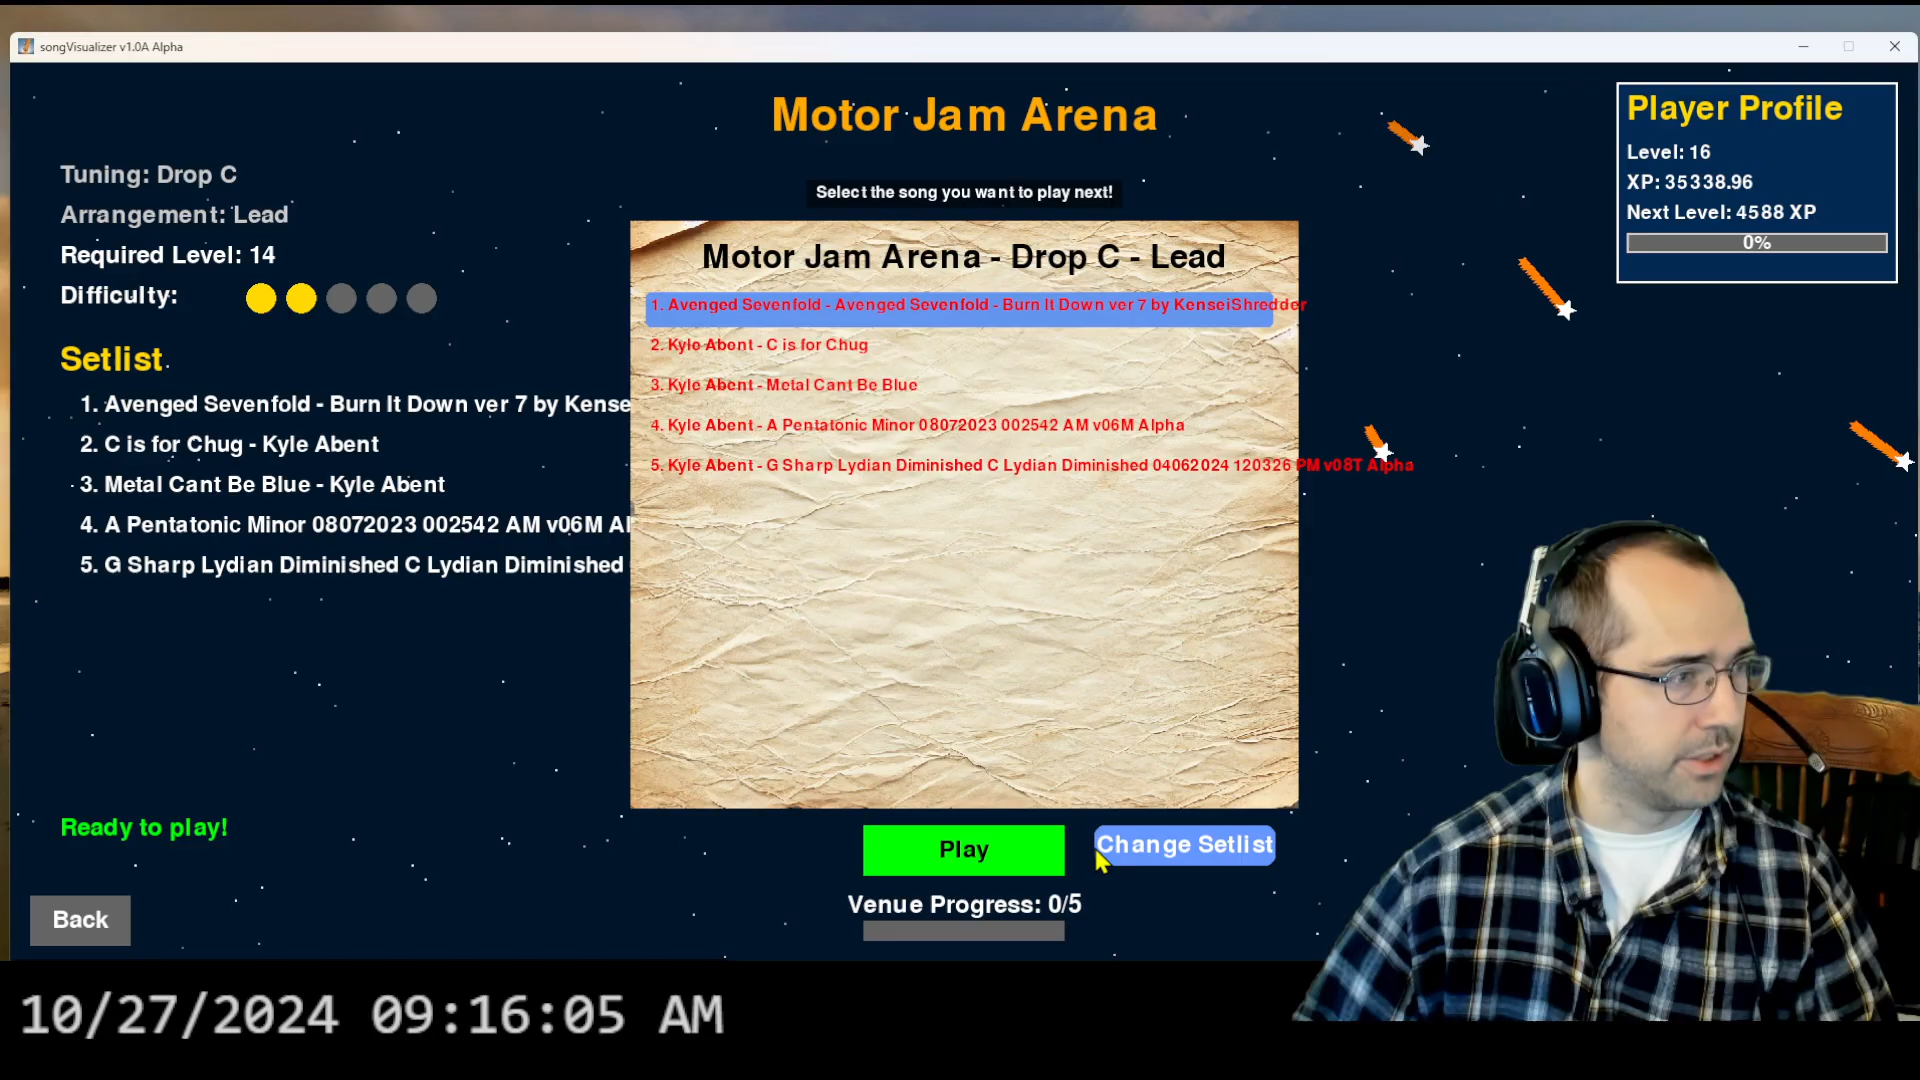 songVisualizer v1.0A Alpha
Motor Jam Arena
Player Profile
Level: 16
XP: 35338.96
Next Level: 4588 XP
0%
Tuning: Drop C
Arrangement: Lead
Required Level: 14
Difficulty:
Select the song you want to play next!
Motor Jam Arena - Drop C - Lead
1. Avenged Sevenfold - Avenged Sevenfold - Burn It Down ver 7 by KenseiShredder
2. Kyle Abent - C is for Chug
3. Kyle Abent - Metal Cant Be Blue
4. Kyle Abent - A Pentatonic Minor 08072023 002542 AM v06M Alpha
5. Kyle Abent - G Sharp Lydian Diminished C Lydian Diminished 04062024 120326 PM v08T Alpha
Setlist
1. Avenged Sevenfold - Burn It Down ver 7 by Kense
2. C is for Chug - Kyle Abent
3. Metal Cant Be Blue - Kyle Abent
4. A Pentatonic Minor 08072023 002542 AM v06M Al
5. G Sharp Lydian Diminished C Lydian Diminished
Ready to play!
Play
Change Setlist
Venue Progress: 0/5
Back
10/27/2024 09:16:05 AM